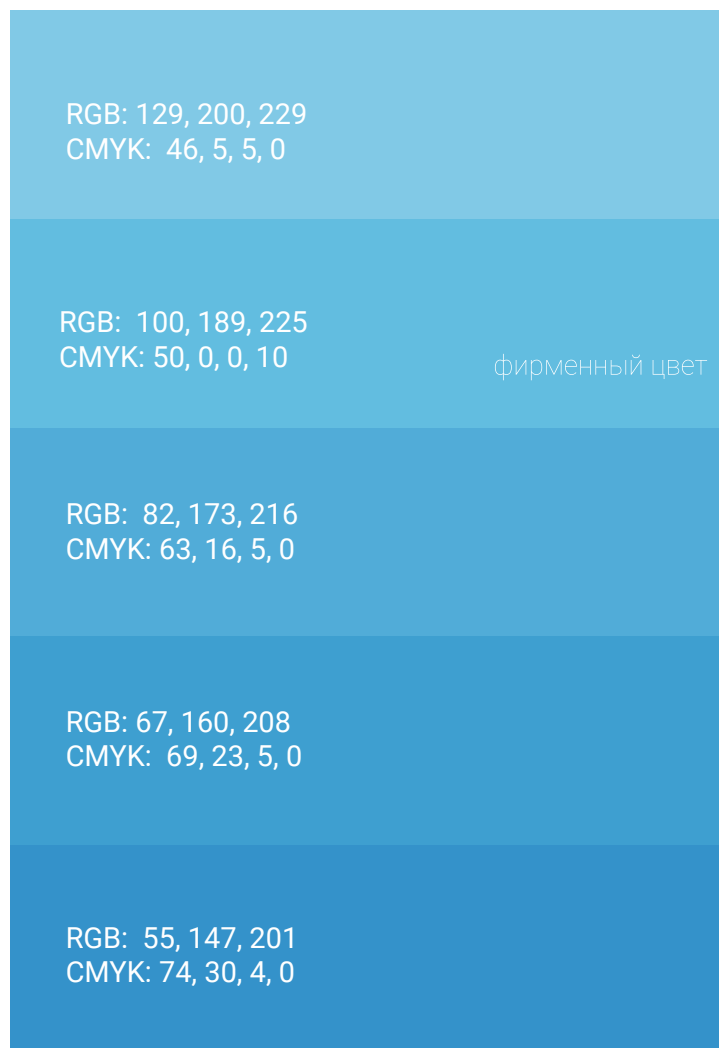 RGB: 129, 200, 229
CMYK: 46, 5, 5, 0
RGB: 100, 189, 225
CMYK: 50, 0, 0, 10
фирменный цвет
RGB: 82, 173, 216
CMYK: 63, 16, 5, 0
RGB: 67, 160, 208
CMYK: 69, 23, 5, 0
RGB: 55, 147, 201
CMYK: 74, 30, 4, 0